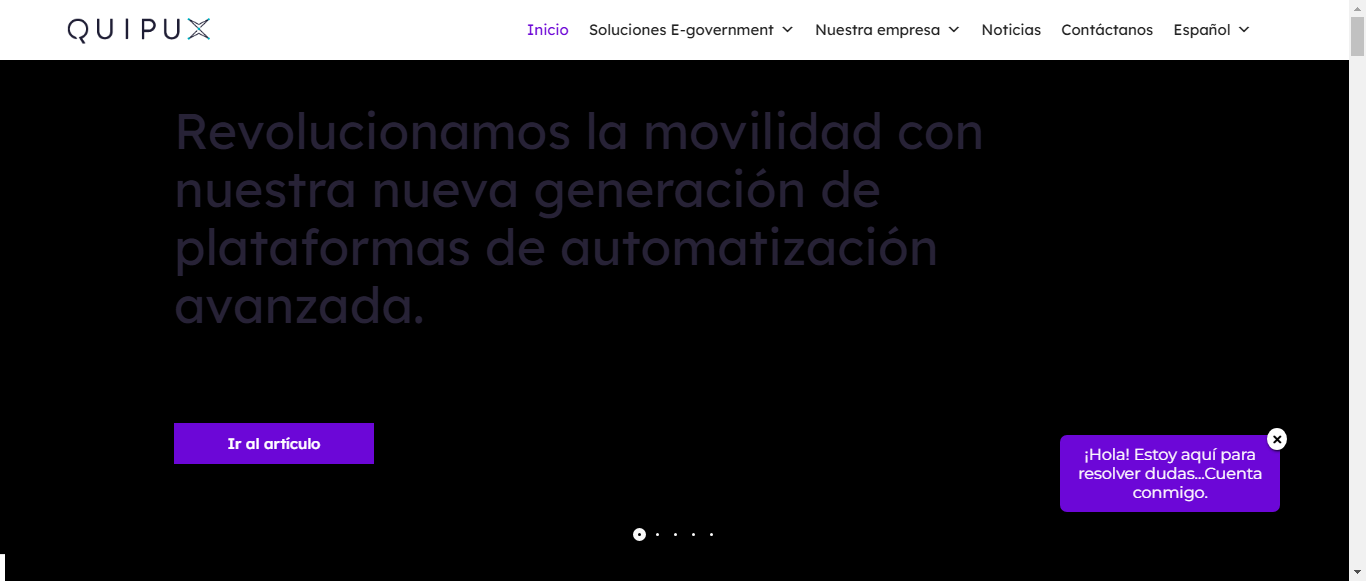 QUIPUX
Inicio
Soluciones E-government
Nuestra empresa
Noticias
Contáctanos
Español
Revolucionamos la movilidad con
nuestra nueva generación de
plataformas de automatización
avanzada.
Ir al artículo
¡Hola! Estoy aquí para
resolver dudas...Cuenta
conmigo.